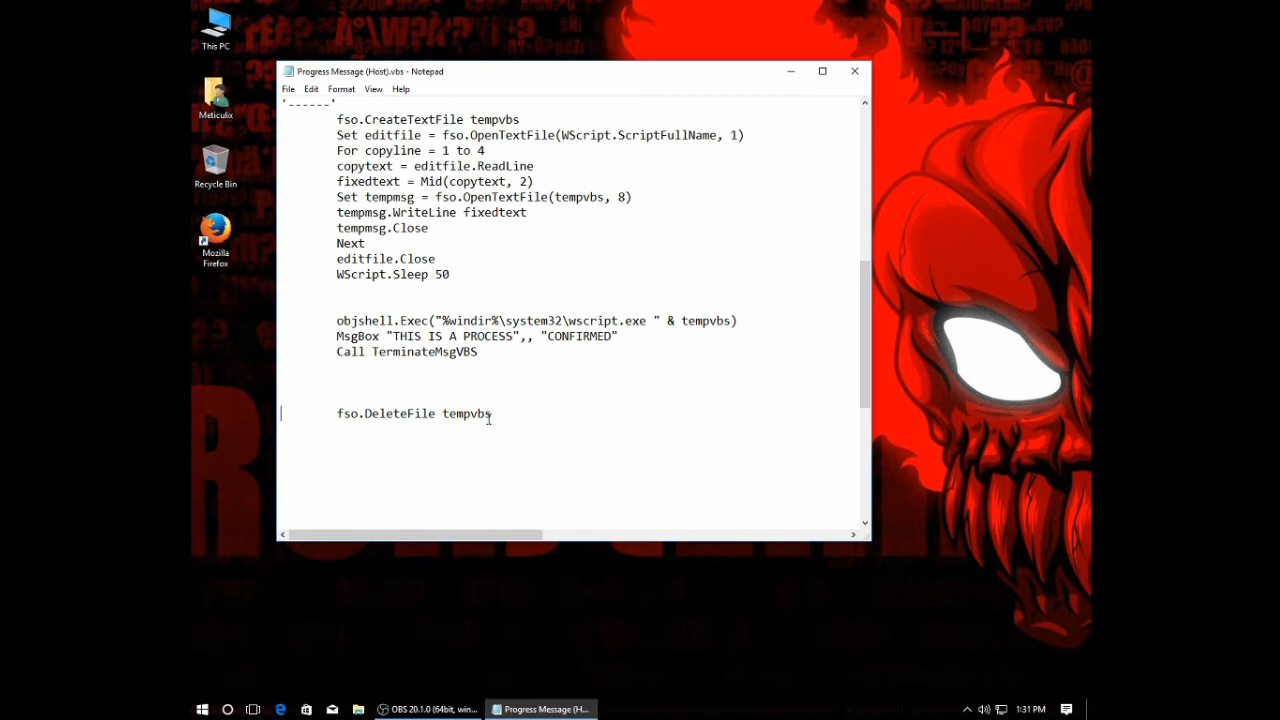 This PC
Meticulix
Recycle Bin
Mozilla
Firefox
Progress Message (Host).vbs - Notepad
File Edit Format View Help
'------'
fso.CreateTextFile tempvbs
Set editfile = fso.OpenTextFile(WScript.ScriptFullName, 1)
For copyline = 1 to 4
copytext = editfile.ReadLine
fixedtext = Mid(copytext, 2)
Set tempmsg = fso.OpenTextFile(tempvbs, 8)
tempmsg.WriteLine fixedtext
tempmsg.Close
Next
editfile.Close
WScript.Sleep 50
objshell.Exec("%windir%\system32\wscript.exe " & tempvbs)
MsgBox "THIS IS A PROCESS",, "CONFIRMED"
Call TerminateMsgVBS
fso.DeleteFile tempvbs
OBS 20.1.0 (64bit, win...
Progress Message (H...
1:31 PM